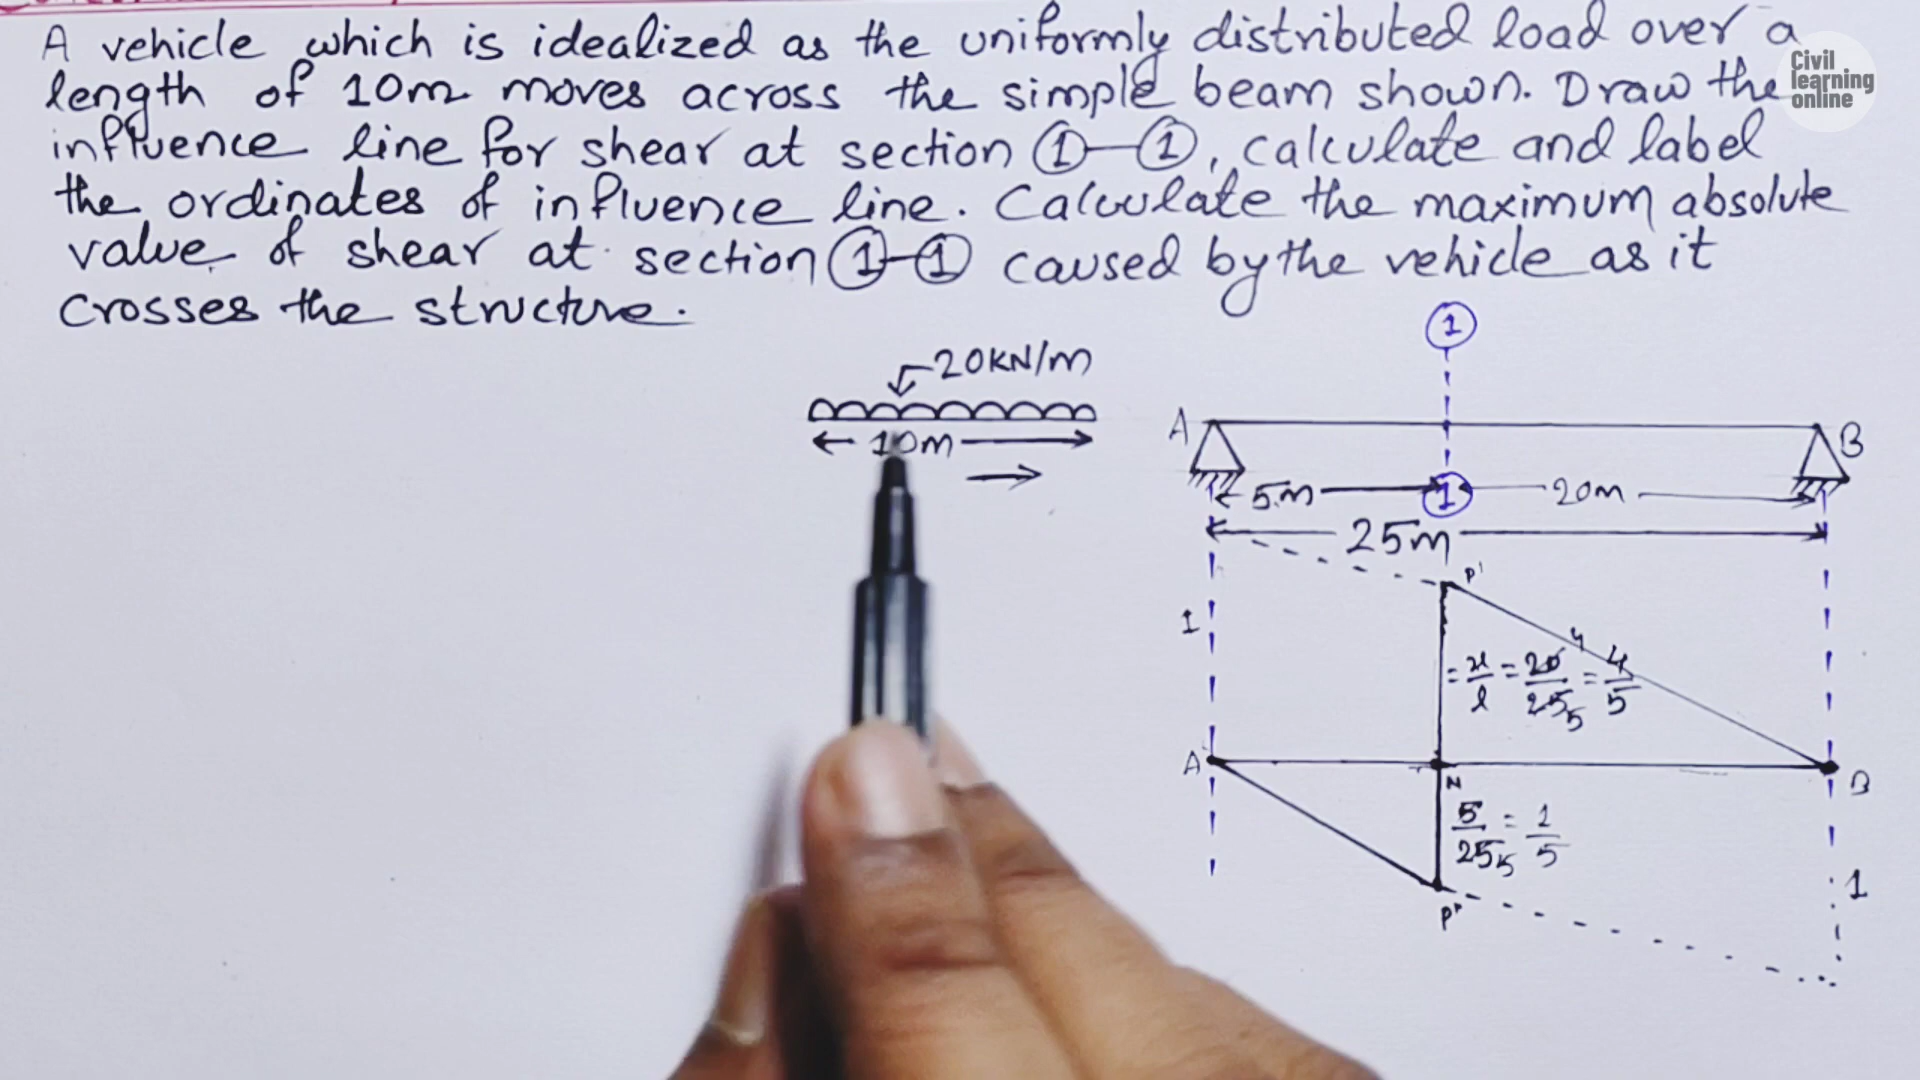 A vehicle which is idealized as the uniformly distributed load over a
length of 10m moves across the simple beam shown. Draw the
influence line for shear at section ①—①, calculate and label
the ordinates of influence line. Calculate the maximum absolute
value of shear at section ①-① caused by the vehicle as it
crosses the structure.
Civil
learning
online
1
20KN/m
10m
A
B
5m
1
20m
25m
P'
1
= x/l = 20/25 = 4/5
4
5
A
N
B
5/25 = 1/5
5
1
P"